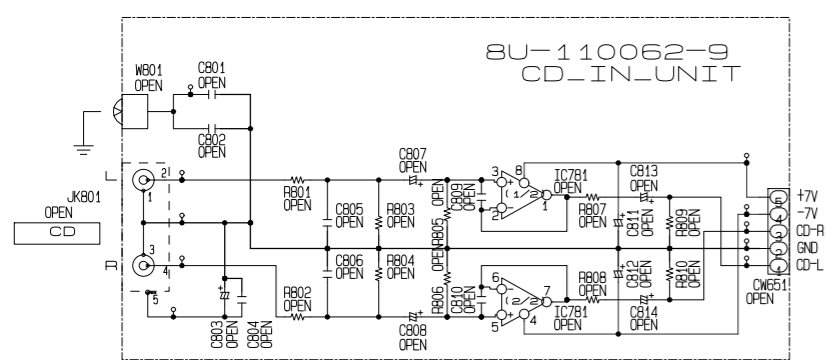 8U-110062-9
CD_IN_UNIT
W801
OPEN
C801
OPEN
C802
OPEN
L
2
1
JK801
OPEN
CD
3
R
4
5
R801
OPEN
C805
OPEN
R803
OPEN
C807
OPEN
R805
OPEN
C809
OPEN
3
8
+
(1/2)
-
2
1
IC781
OPEN
R807
OPEN
C813
OPEN
C811
OPEN
R809
OPEN
+7V
-7V
CD-R
GND
CD-L
5
4
3
2
1
CW651
OPEN
C803
OPEN
C804
OPEN
R802
OPEN
C806
OPEN
R804
OPEN
C808
OPEN
R806
OPEN
C810
OPEN
6
-
(2/2)
+
5
7
4
IC781
OPEN
R808
OPEN
C814
OPEN
C812
OPEN
R810
OPEN